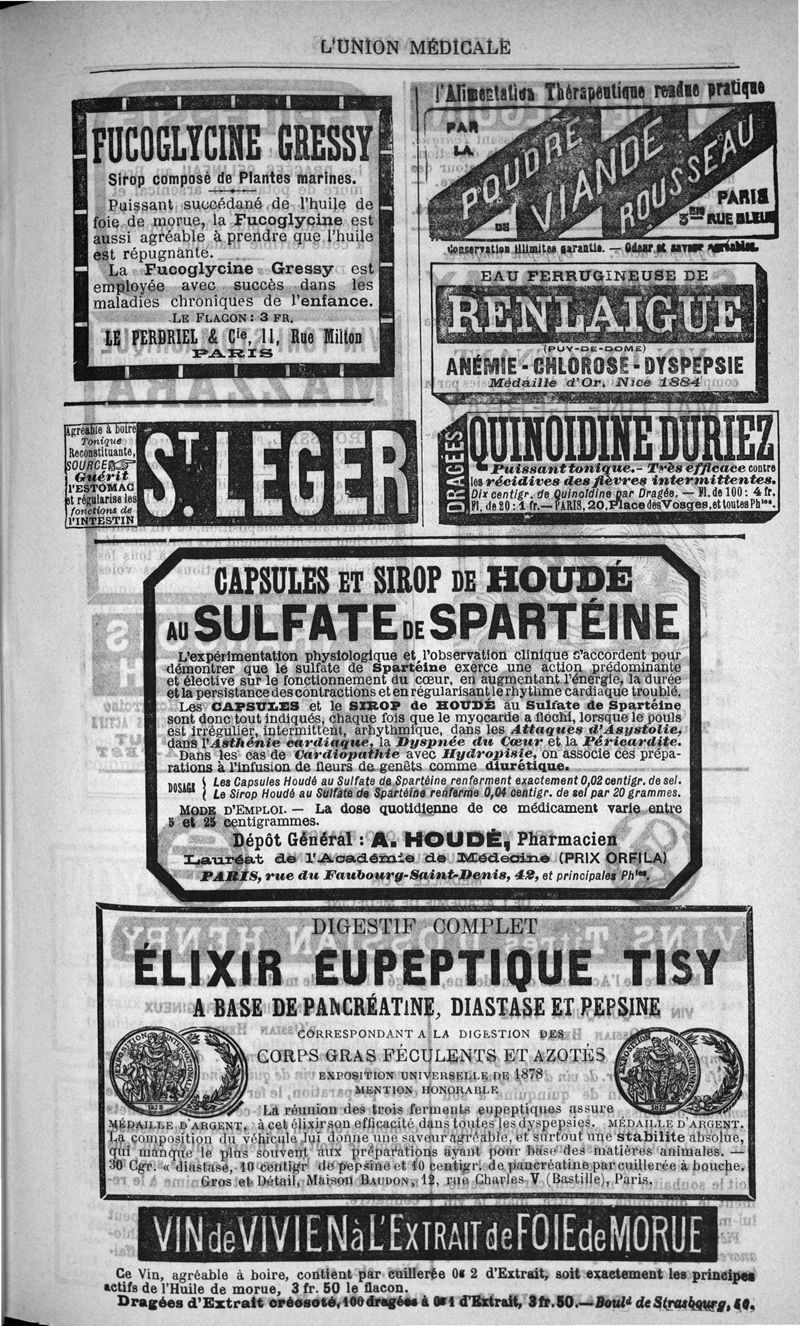 L'UNION MÉDICALE
FUCOGLYCINE GRESSY
Sirop composé de Plantes marines.
Puissant succédané de l'huile de
foie de morue, la Fucoglycine est
aussi agréable à prendre que l'huile
est répugnante.
La Fucoglycine Gressy est
employée avec succès dans les
maladies chroniques de l'enfance.
LE FLACON : 3 FR.
LE PERDRIEL & Cie, 11, Rue Milton
PARIS
l'Alimentation Thérapeutique rendue pratique
PAR
LA
POUDRE
DE
VIANDE
ROUSSEAU
PARIS
3BIS RUE BLEUE
Conservation illimitée garantie. — Odeur et saveur agréables.
EAU FERRUGINEUSE DE
RENLAIGUE
(PUY-DE-DOME)
ANÉMIE - CHLOROSE - DYSPEPSIE
Médaille d'Or, Nice 1884
Agréable à boire
Tonique
Reconstituante,
SOURCE
Guérit
l'ESTOMAC
et régularise les
fonctions de
l'INTESTIN
ST. LEGER
DRAGÉES
QUINOIDINE DURIEZ
Puissant tonique. - Très efficace contre
les récidives des fièvres intermittentes.
Dix centigr. de Quinoïdine par Dragée. — Fl. de 100 : 4 fr.
Fl. de 20 : 1 fr. — PARIS, 20, Place des Vosges, et toutes Phies.
CAPSULES ET SIROP DE HOUDÉ
AU SULFATE DE SPARTÉINE
L'expérimentation physiologique et l'observation clinique s'accordent pour
démontrer que le sulfate de Spartéine exerce une action prédominante
et élective sur le fonctionnement du cœur, en augmentant l'énergie, la durée
et la persistance des contractions et en régularisant le rhythme cardiaque troublé.
Les CAPSULES et le SIROP de HOUDÉ au Sulfate de Spartéine
sont donc tout indiqués, chaque fois que le myocarde a fléchi, lorsque le pouls
est irrégulier, intermittent, arhythmique, dans les Attaques d'Asystolie,
dans l'Asthénie cardiaque, la Dyspnée du Cœur et la Péricardite.
Dans les cas de Cardiopathie avec Hydropisie, on associe ces prépa-
rations à l'infusion de fleurs de genêts comme diurétique.
DOSAGE { Les Capsules Houdé au Sulfate de Spartéine renferment exactement 0,02 centigr. de sel.
Le Sirop Houdé au Sulfate de Spartéine renferme 0,04 centigr. de sel par 20 grammes.
MODE D'EMPLOI. — La dose quotidienne de ce médicament varie entre
5 et 25 centigrammes.
Dépôt Général : A. HOUDÉ, Pharmacien
Lauréat de l'Académie de Médecine (PRIX ORFILA)
PARIS, rue du Faubourg-Saint-Denis, 42, et principales Phies.
DIGESTIF COMPLET
ÉLIXIR EUPEPTIQUE TISY
A BASE DE PANCRÉATINE, DIASTASE ET PEPSINE
CORRESPONDANT A LA DIGESTION DES
CORPS GRAS FÉCULENTS ET AZOTÉS
EXPOSITION UNIVERSELLE DE 1878
MENTION HONORABLE
La réunion des trois ferments eupeptiques assure
MÉDAILLE D'ARGENT. à cet élixir son efficacité dans toutes les dyspepsies. MÉDAILLE D'ARGENT.
La composition du véhicule lui donne une saveur agréable, et surtout une stabilite absolue,
qui manque le plus souvent aux préparations ayant pour base des matières animales. —
30 Cgr. « diastase, 10 centigr de pepsine et 10 centigr. de pancréatine par cuillerée à bouche.
Gros et Détail, MAISON BAUDON, 12, rue Charles V (Bastille), Paris.
VIN de VIVIEN à L'EXTRAIT de FOIE de MORUE
Ce Vin, agréable à boire, contient par cuillerée 0g 2 d'Extrait, soit exactement les principes
actifs de l'Huile de morue, 3 fr. 50 le flacon.
Dragées d'Extrait créosoté, 100 dragées à 0g 1 d'Extrait, 3 fr. 50. — Bould de Strasbourg, 50.